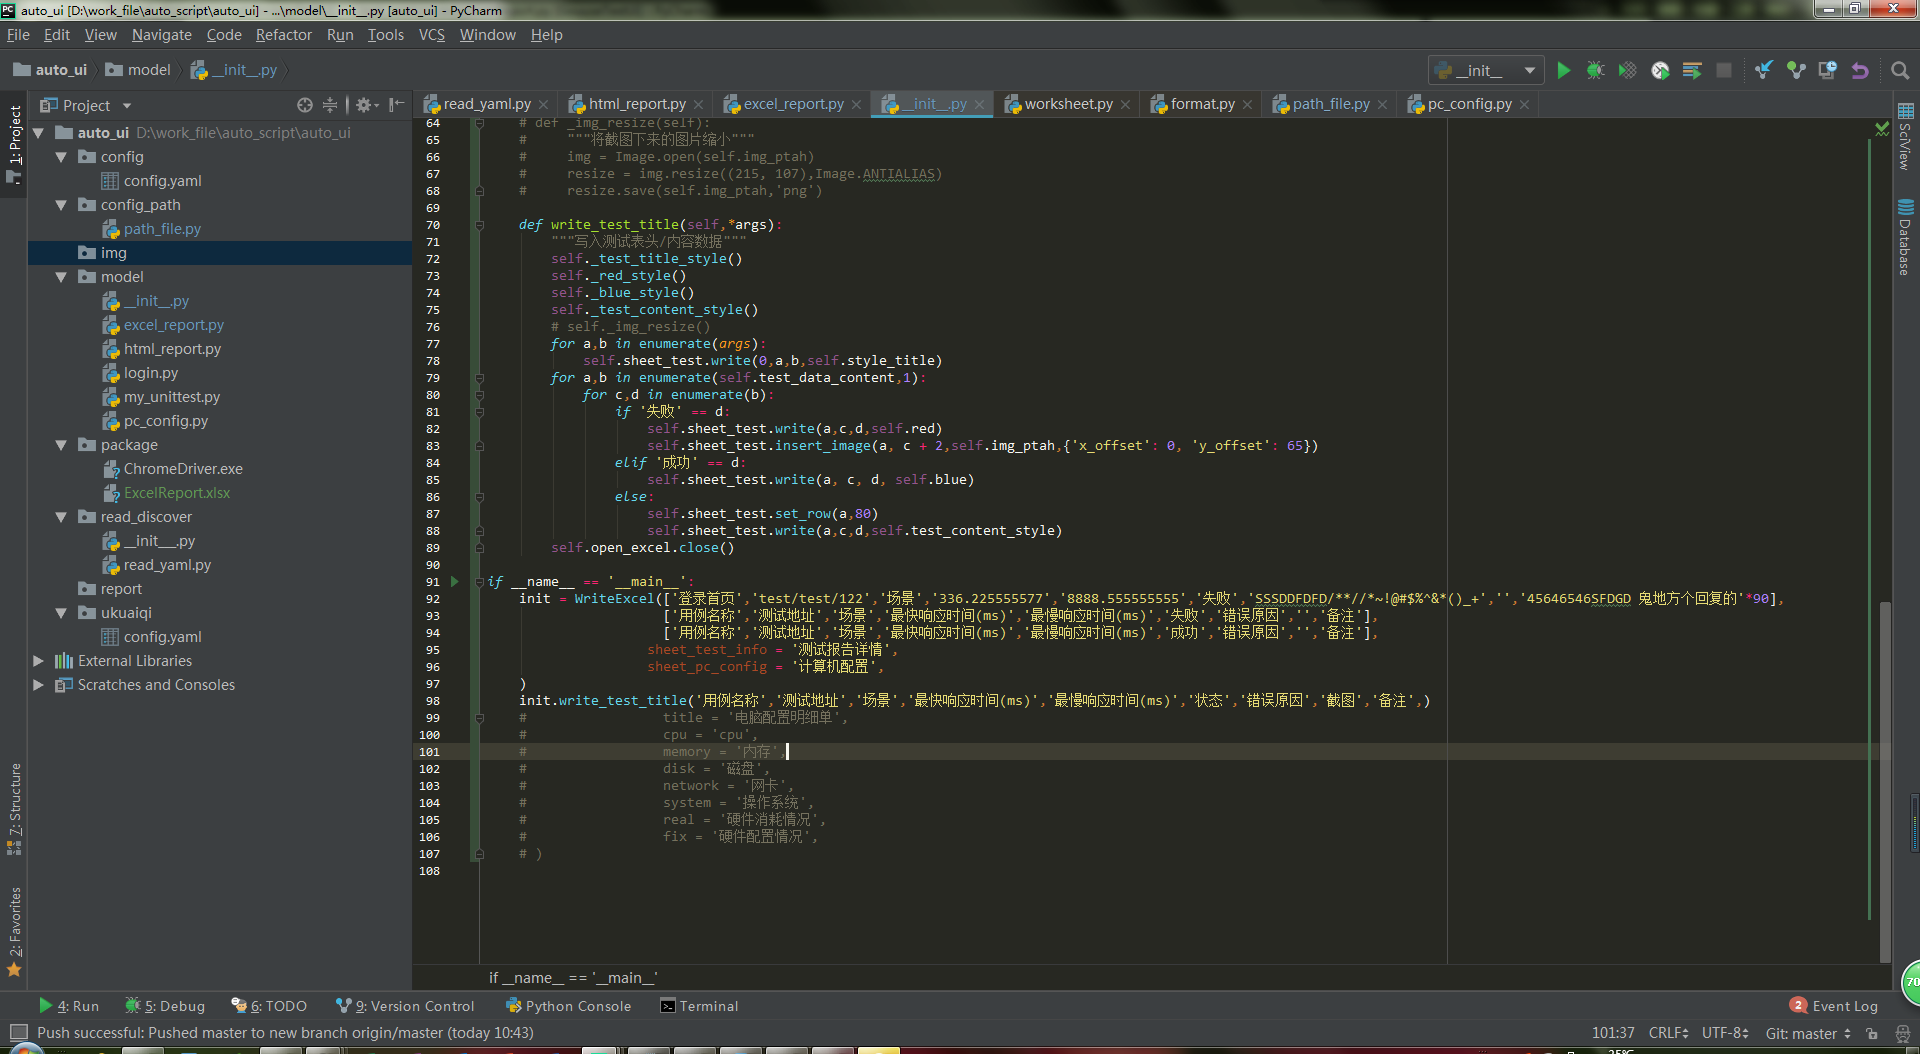 auto_ui [D:\work_file\auto_script\auto_ui] - ...\model\__init__.py [auto_ui] - PyCharm
File Edit View Navigate Code Refactor Run Tools VCS Window Help
auto_ui model __init__.py __init__
Project
read_yaml.py html_report.py excel_report.py __init__.py worksheet.py format.py path_file.py pc_config.py
1: Project
7: Structure
2: Favorites
SciView
Database
auto_ui D:\work_file\auto_script\auto_ui
config
config.yaml
config_path
path_file.py
img
model
__init__.py
excel_report.py
html_report.py
login.py
my_unittest.py
pc_config.py
package
ChromeDriver.exe
ExcelReport.xlsx
read_discover
__init___.py
read_yaml.py
report
ukuaiqi
config.yaml
External Libraries
Scratches and Consoles
64 # def _img_resize(self):
65 # """将截图下来的图片缩小"""
66 # img = Image.open(self.img_ptah)
67 # resize = img.resize((215, 107),Image.ANTIALIAS)
68 # resize.save(self.img_ptah,'png')
69
70 def write_test_title(self,*args):
71 """写入测试表头/内容数据"""
72 self._test_title_style()
73 self._red_style()
74 self._blue_style()
75 self._test_content_style()
76 # self._img_resize()
77 for a,b in enumerate(args):
78 self.sheet_test.write(0,a,b,self.style_title)
79 for a,b in enumerate(self.test_data_content,1):
80 for c,d in enumerate(b):
81 if '失败' == d:
82 self.sheet_test.write(a,c,d,self.red)
83 self.sheet_test.insert_image(a, c + 2,self.img_ptah,{'x_offset': 0, 'y_offset': 65})
84 elif '成功' == d:
85 self.sheet_test.write(a, c, d, self.blue)
86 else:
87 self.sheet_test.set_row(a,80)
88 self.sheet_test.write(a,c,d,self.test_content_style)
89 self.open_excel.close()
90
91 if __name__ == '__main__':
92 init = WriteExcel(['登录首页','test/test/122','场景','336.225555577','8888.555555555','失败','SSSDDFDFD/**//*~!@#$%^&*()_+','','45646546SFDGD 鬼地方个回复的'*90],
93 ['用例名称','测试地址','场景','最快响应时间(ms)','最慢响应时间(ms)','失败','错误原因','','备注'],
94 ['用例名称','测试地址','场景','最快响应时间(ms)','最慢响应时间(ms)','成功','错误原因','','备注'],
95 sheet_test_info = '测试报告详情',
96 sheet_pc_config = '计算机配置',
97 )
98 init.write_test_title('用例名称','测试地址','场景','最快响应时间(ms)','最慢响应时间(ms)','状态','错误原因','截图','备注',)
99 # title = '电脑配置明细单',
100 # cpu = 'cpu',
101 # memory = '内存',
102 # disk = '磁盘',
103 # network = '网卡',
104 # system = '操作系统',
105 # real = '硬件消耗情况',
106 # fix = '硬件配置情况',
107 # )
108
if __name__ == '__main__'
70
4: Run 5: Debug 6: TODO 9: Version Control Python Console Terminal 2 Event Log
Push successful: Pushed master to new branch origin/master (today 10:43) 101:37 CRLF UTF-8 Git: master